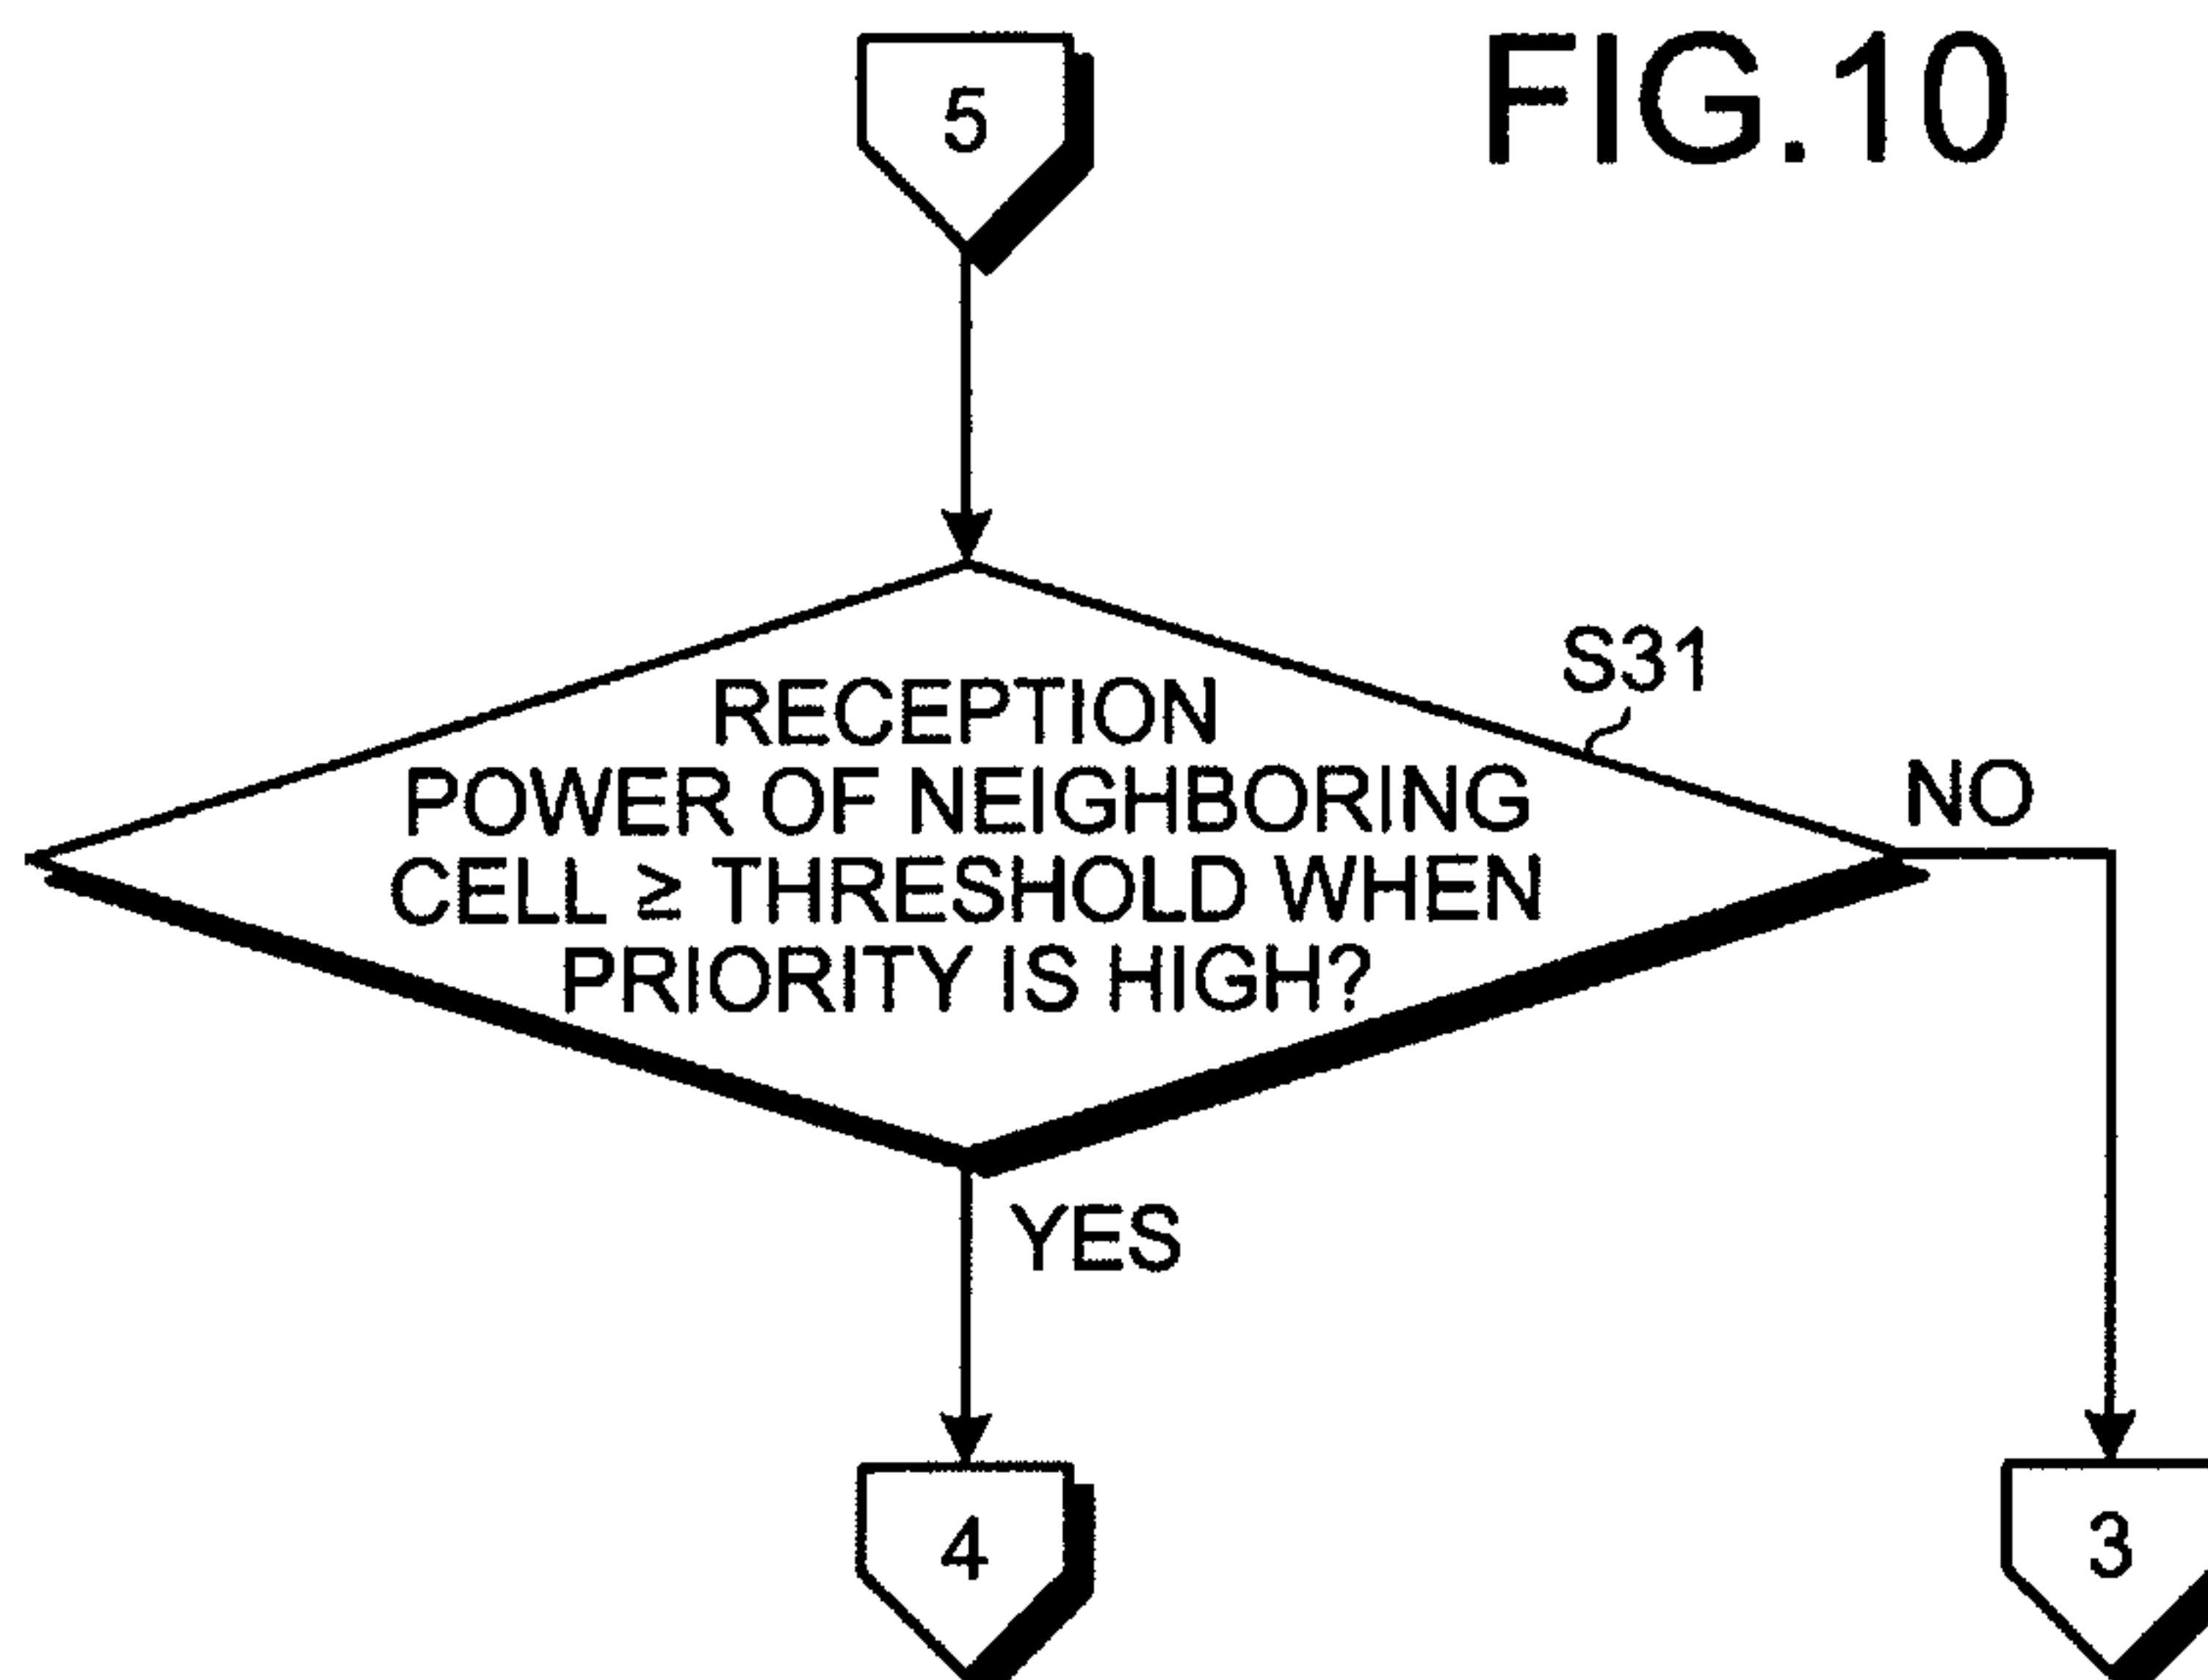 FIG.10
5
S31
RECEPTION
POWER OF NEIGHBORING
CELL ≥ THRESHOLD WHEN
PRIORITY IS HIGH?
NO
YES
4
3